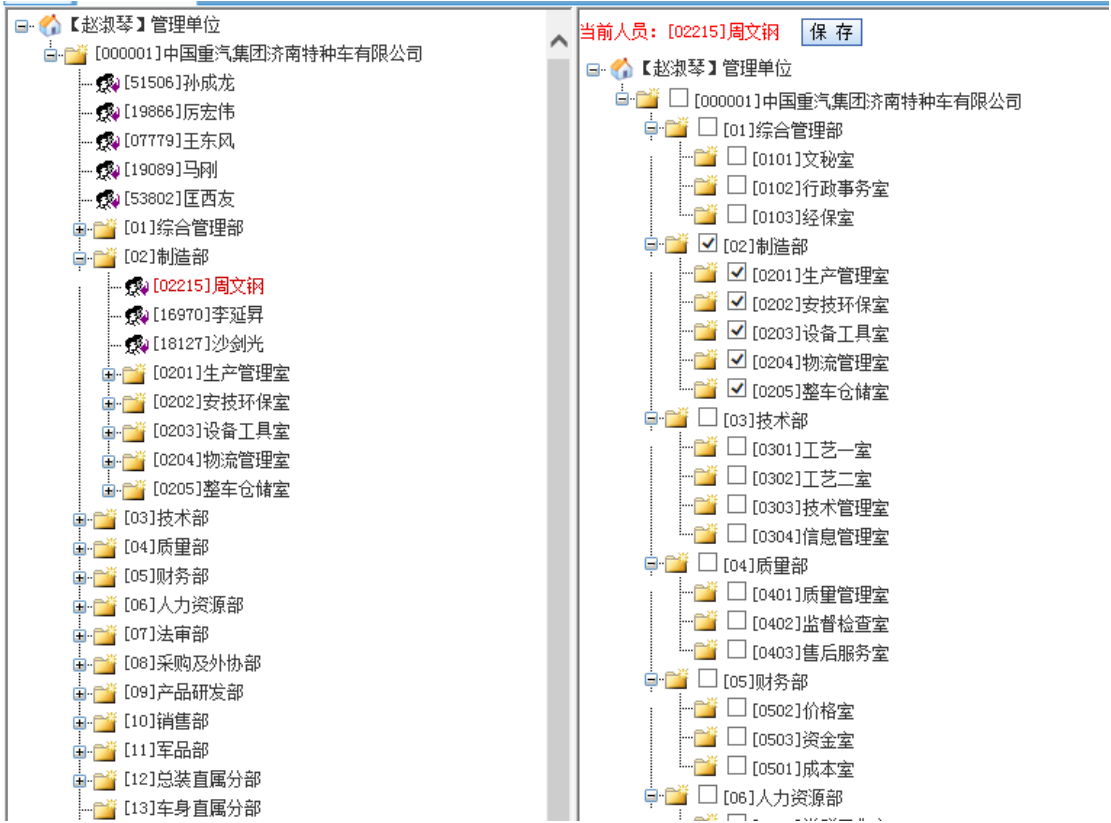 【赵淑琴】管理单位
[000001]中国重汽集团济南特种车有限公司
[51506]孙成龙
[19866]厉宏伟
[07779]王东风
[19089]马刚
[53802]匡西友
[01]综合管理部
[02]制造部
[02215]周文钢
[16970]李延昇
[18127]沙剑光
[0201]生产管理室
[0202]安技环保室
[0203]设备工具室
[0204]物流管理室
[0205]整车仓储室
[03]技术部
[04]质量部
[05]财务部
[06]人力资源部
[07]法审部
[08]采购及外协部
[09]产品研发部
[10]销售部
[11]军品部
[12]总装直属分部
[13]车身直属分部
当前人员：[02215]周文钢 保 存
【赵淑琴】管理单位
[000001]中国重汽集团济南特种车有限公司
[01]综合管理部
[0101]文秘室
[0102]行政事务室
[0103]经保室
[02]制造部
[0201]生产管理室
[0202]安技环保室
[0203]设备工具室
[0204]物流管理室
[0205]整车仓储室
[03]技术部
[0301]工艺一室
[0302]工艺二室
[0303]技术管理室
[0304]信息管理室
[04]质量部
[0401]质量管理室
[0402]监督检查室
[0403]售后服务室
[05]财务部
[0502]价格室
[0503]资金室
[0501]成本室
[06]人力资源部